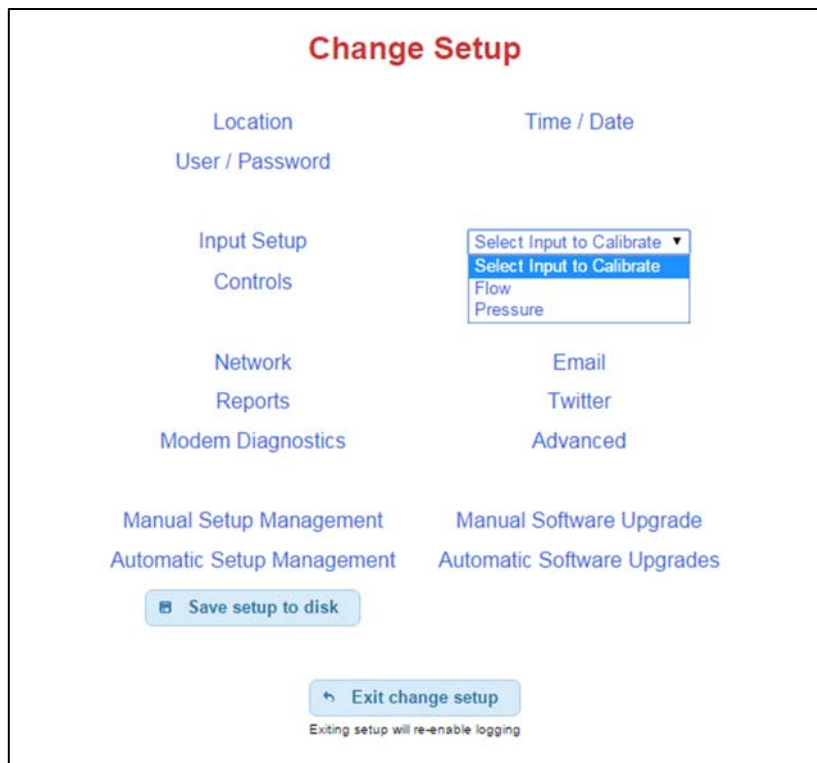 Change Setup
Location
Time / Date
User / Password
Input Setup
Select Input to Calibrate
Select Input to Calibrate
Flow
Pressure
Controls
Network
Email
Reports
Twitter
Modem Diagnostics
Advanced
Manual Setup Management
Manual Software Upgrade
Automatic Setup Management
Automatic Software Upgrades
Save setup to disk
Exit change setup
Exiting setup will re-enable logging